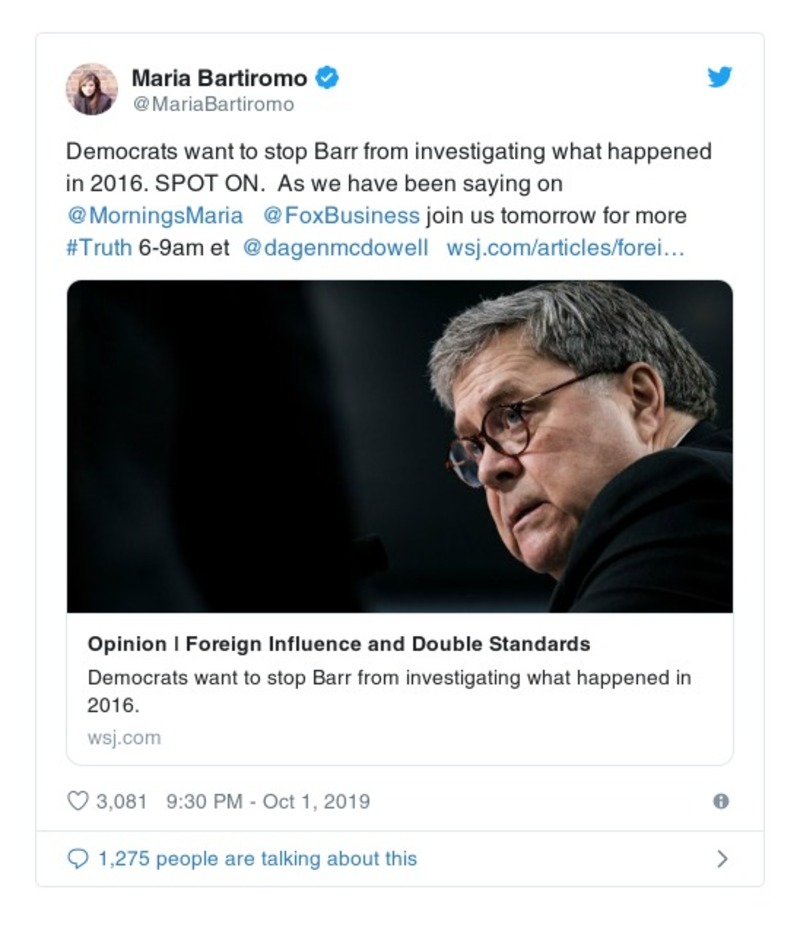 Maria Bartiromo
@MariaBartiromo
Democrats want to stop Barr from investigating what happened
in 2016. SPOT ON.  As we have been saying on
@MorningsMaria   @FoxBusiness join us tomorrow for more
#Truth 6-9am et  @dagenmcdowell   wsj.com/articles/forei…
Opinion | Foreign Influence and Double Standards
Democrats want to stop Barr from investigating what happened in
2016.
wsj.com
3,081   9:30 PM - Oct 1, 2019
1,275 people are talking about this